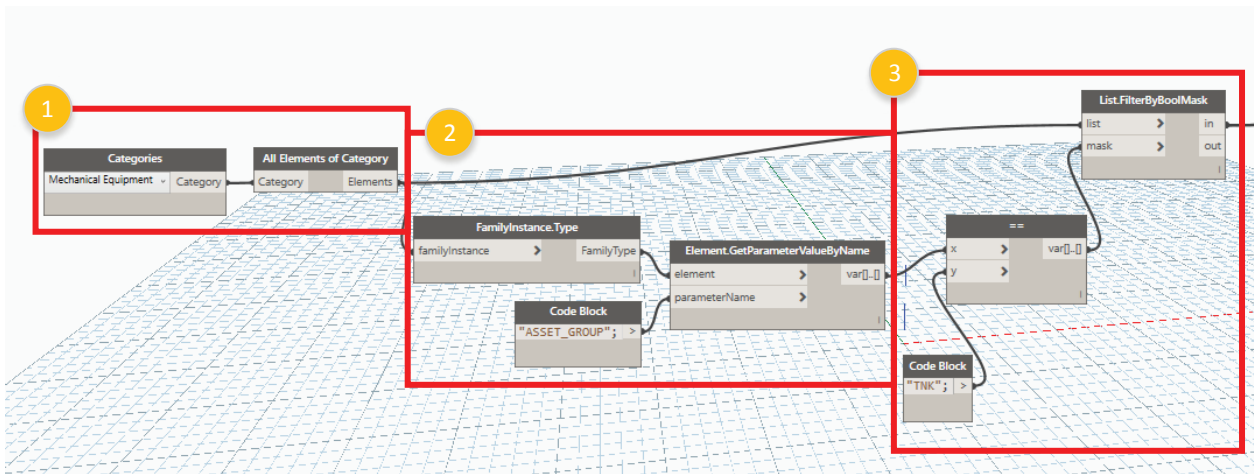 1
Categories
Mechanical Equipment Category
All Elements of Category
Category Elements
2
FamilyInstance.Type
familyInstance > FamilyType
Code Block
"ASSET_GROUP"; >
Element.GetParameterValueByName
element > var[]..[]
parameterName >
3
List.FilterByBoolMask
list > in
mask > out
==
x > var[]..[]
y >
Code Block
"TNK"; >